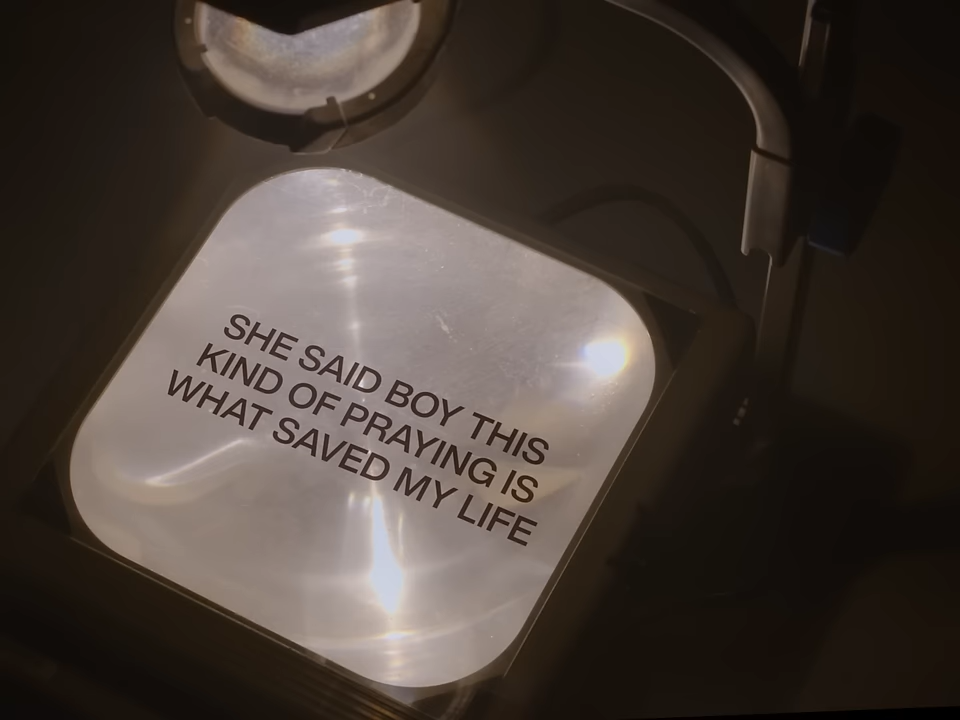 SHE SAID BOY THIS
KIND OF PRAYING IS
WHAT SAVED MY LIFE